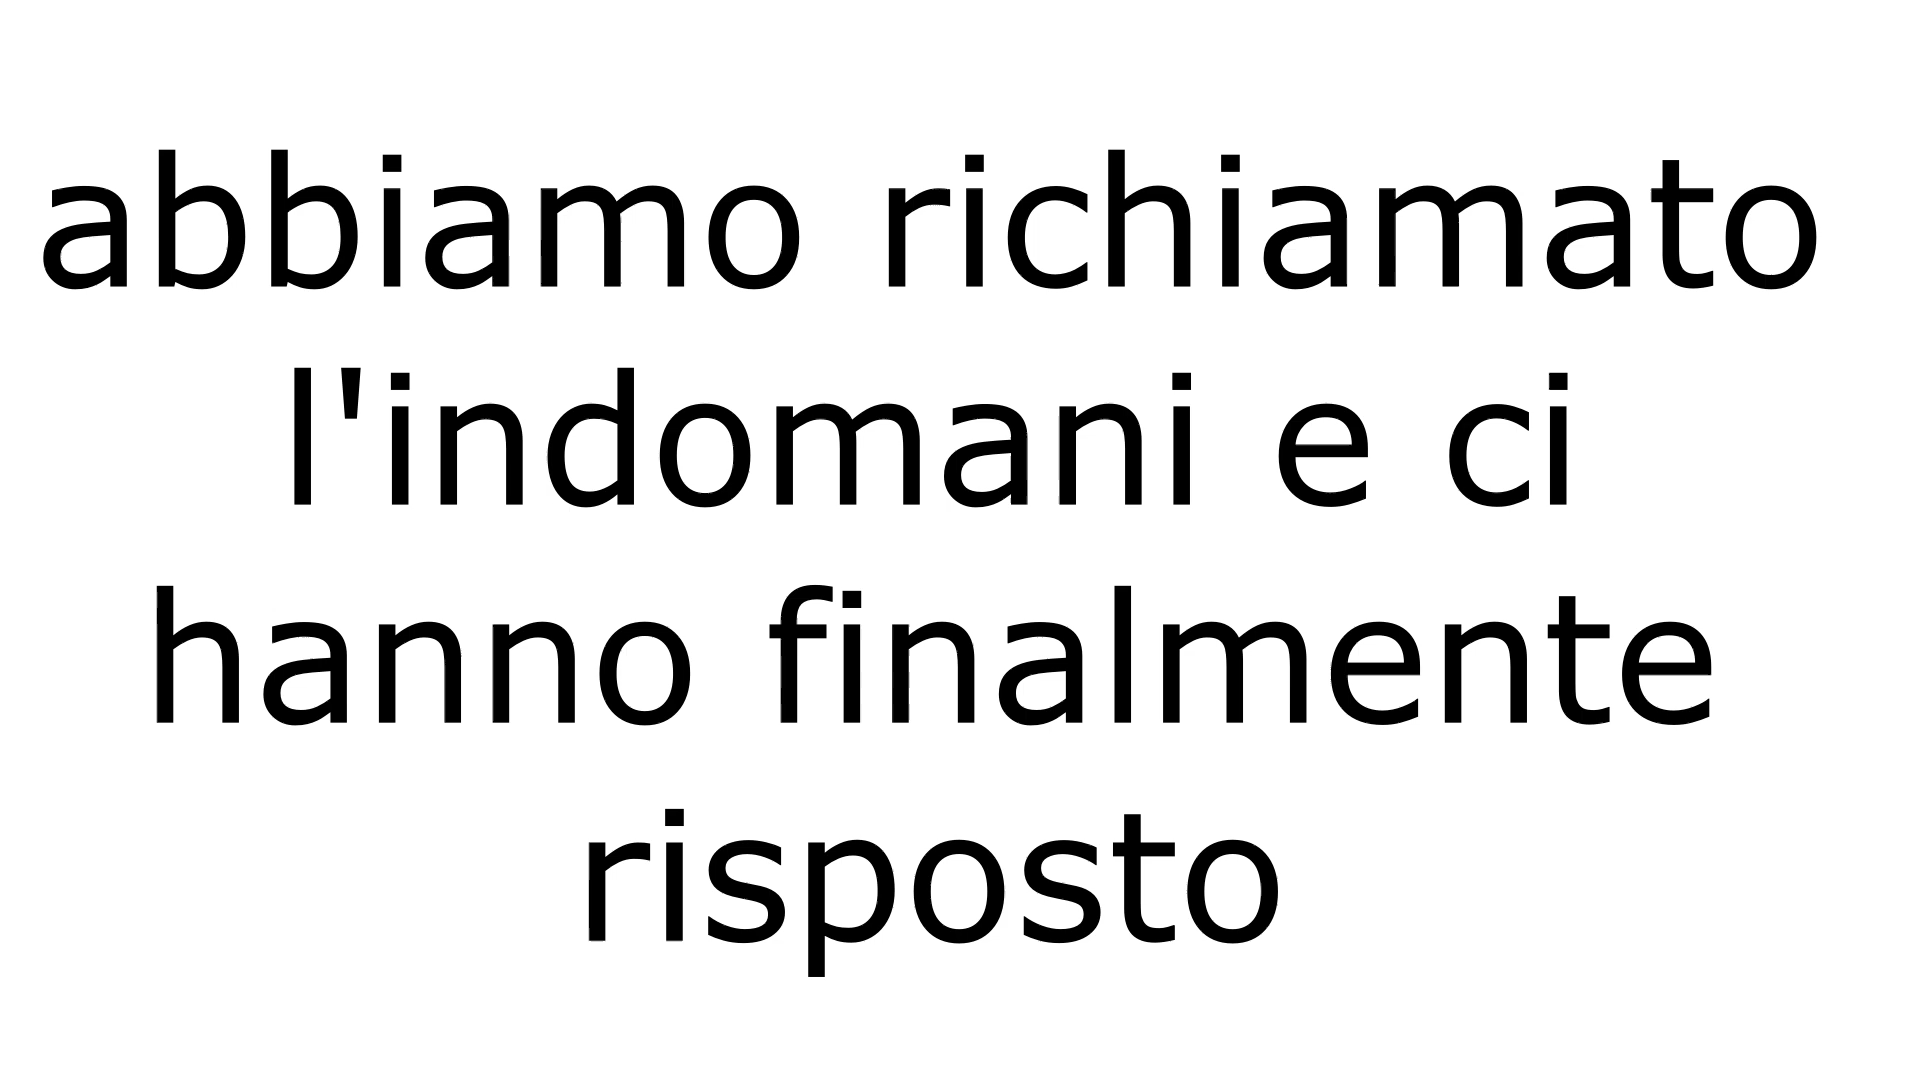 abbiamo richiamato
l'indomani e ci
hanno finalmente
risposto